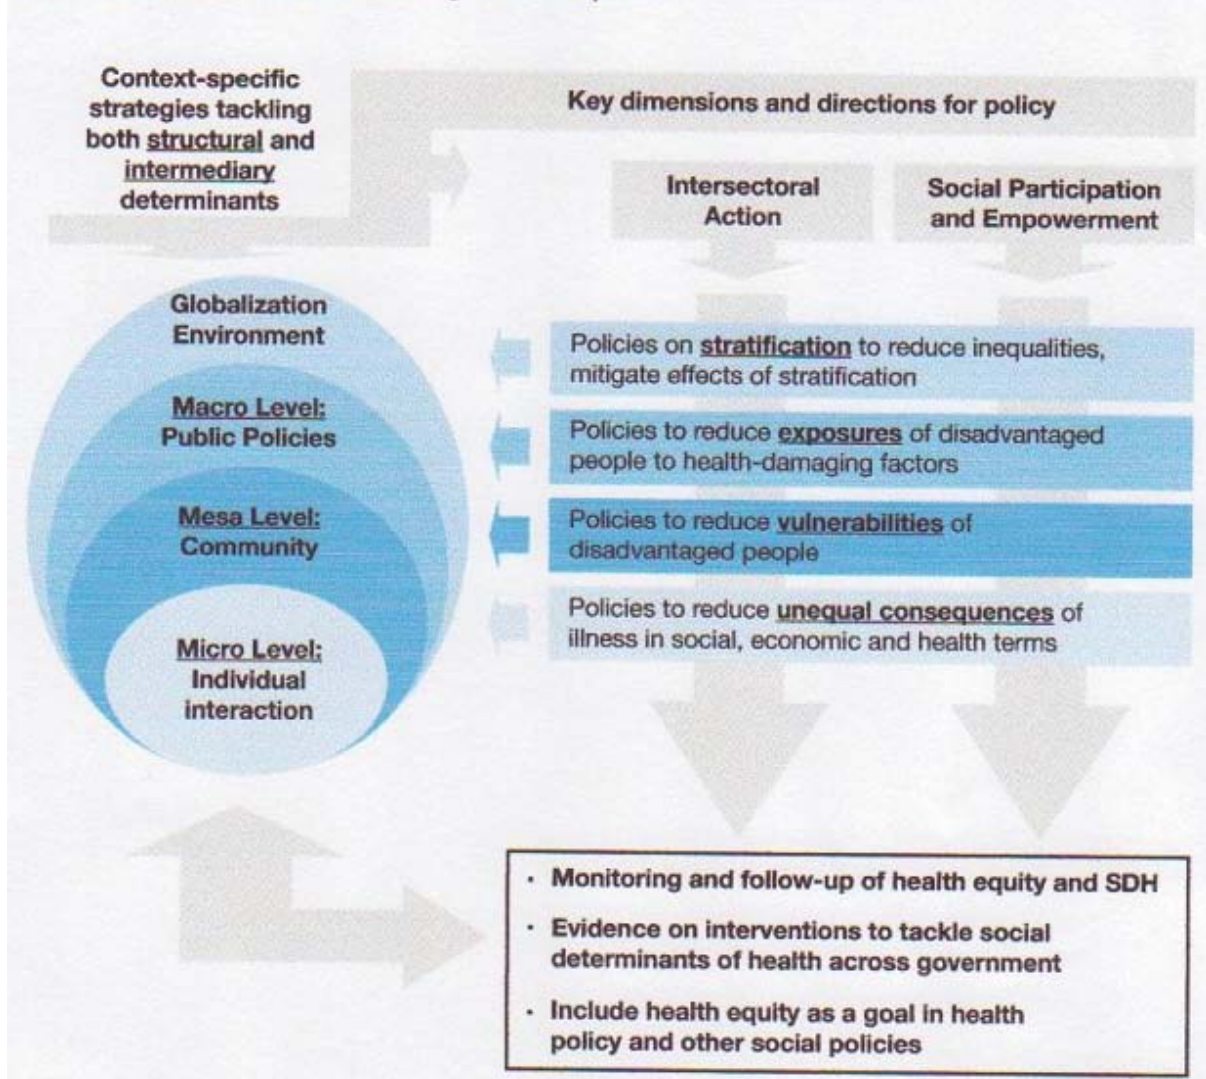 Context-specific
strategies tackling
both structural and
intermediary
determinants
Key dimensions and directions for policy
Intersectoral
Action
Social Participation
and Empowerment
Globalization
Environment
Macro Level:
Public Policies
Mesa Level:
Community
Micro Level:
Individual
interaction
Policies on stratification to reduce inequalities,
mitigate effects of stratification
Policies to reduce exposures of disadvantaged
people to health-damaging factors
Policies to reduce vulnerabilities of
disadvantaged people
Policies to reduce unequal consequences of
illness in social, economic and health terms
· Monitoring and follow-up of health equity and SDH
· Evidence on interventions to tackle social
determinants of health across government
· Include health equity as a goal in health
policy and other social policies